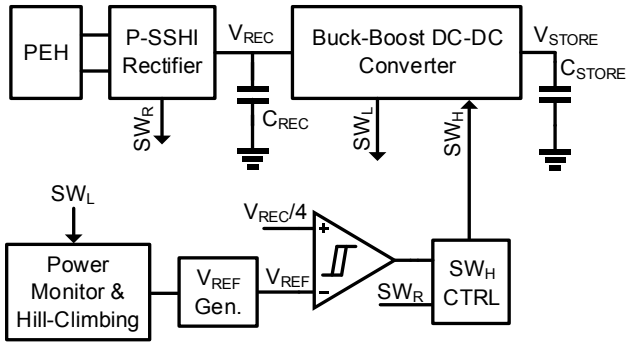 PEH
P-SSHI
Rectifier
V_REC
Buck-Boost DC-DC
Converter
V_STORE
C_REC
C_STORE
SW_R
SW_L
SW_H
SW_L
V_REC/4
+
Power
Monitor &
Hill-Climbing
V_REF
Gen.
V_REF
−
SW_H
CTRL
SW_R